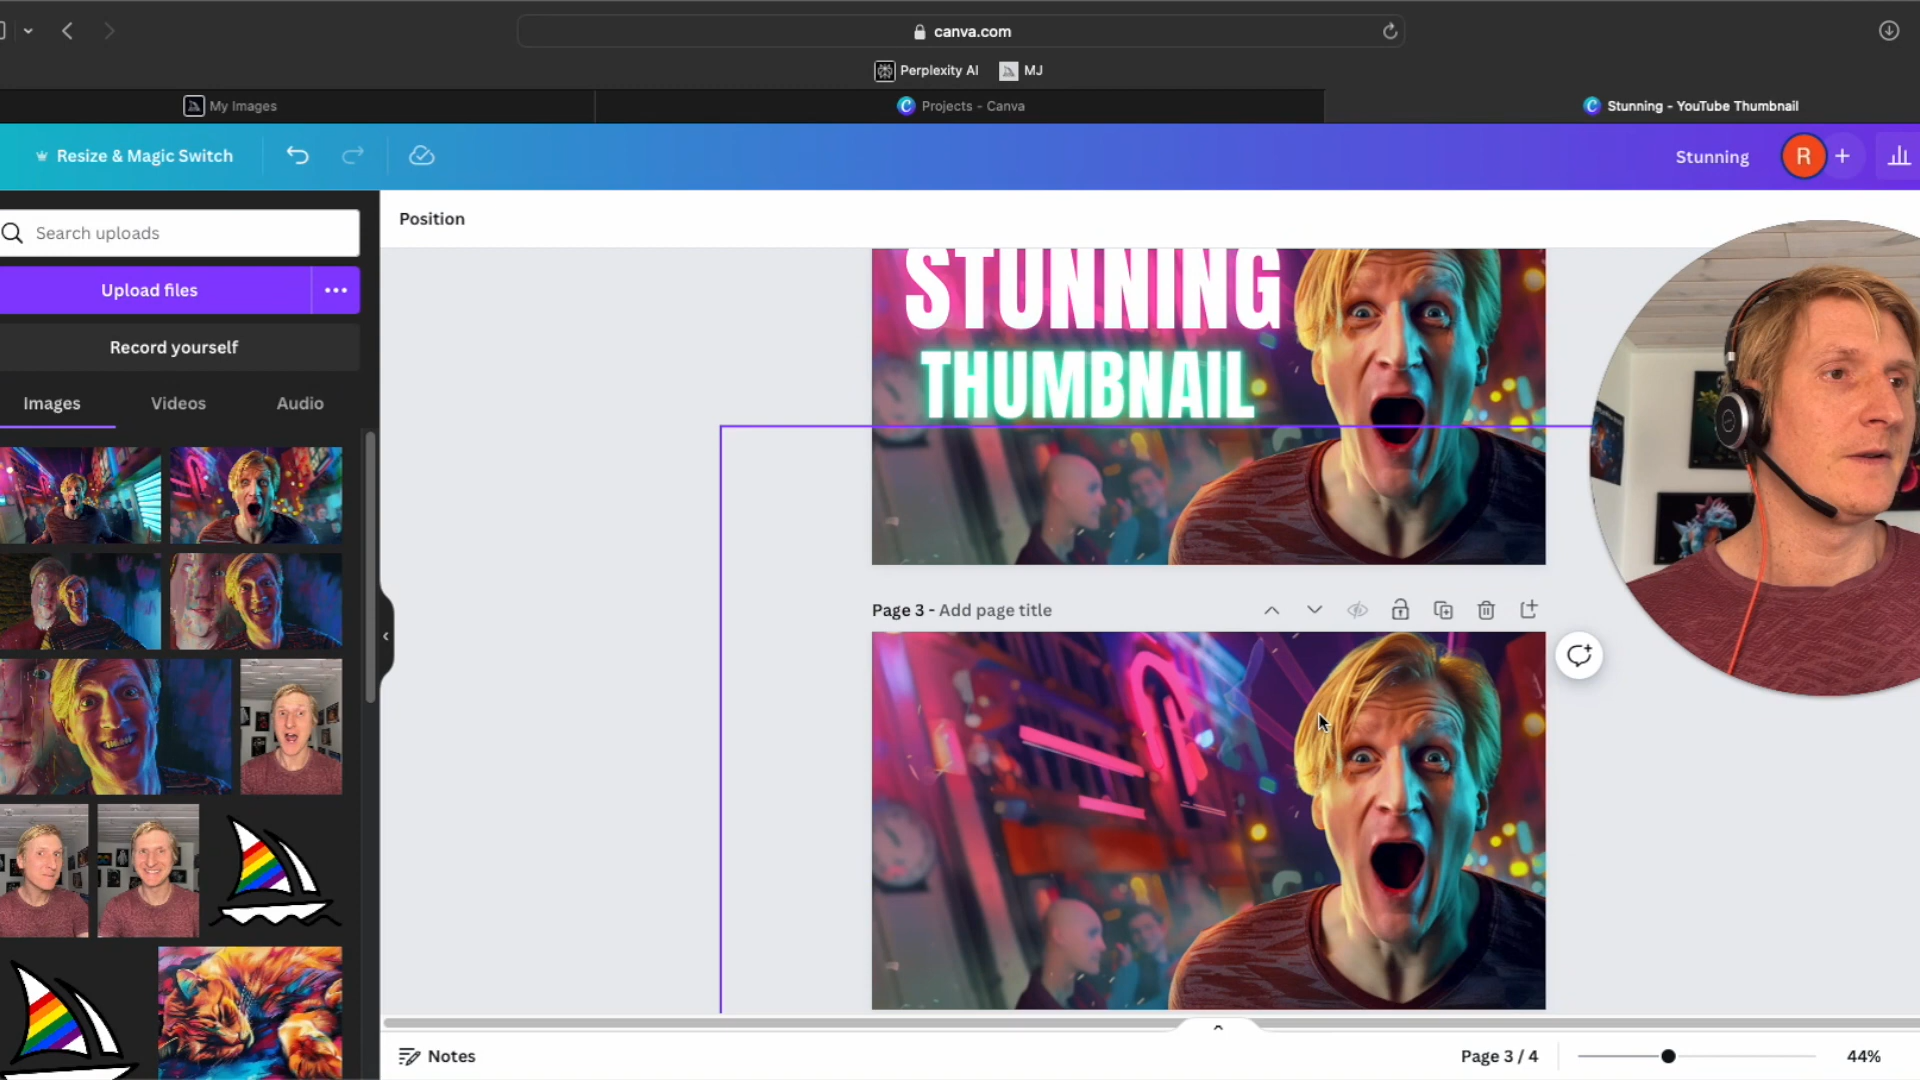 canva.com
Perplexity AI
MJ
My Images
Projects - Canva
Stunning - YouTube Thumbnail
Resize & Magic Switch
Stunning
R
Search uploads
Position
Upload files
Record yourself
Images
Videos
Audio
STUNNING
THUMBNAIL
Page 3 - Add page title
Notes
Page 3 / 4
44%